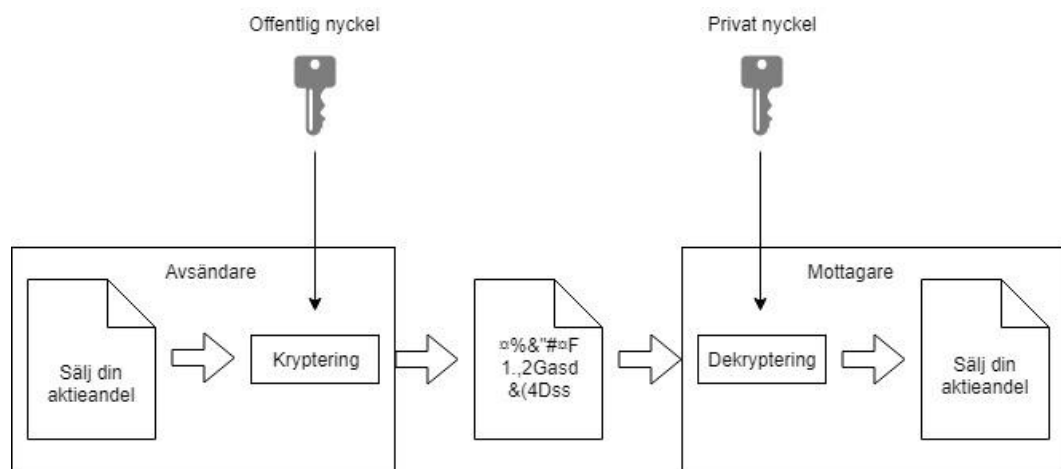 Offentlig nyckel
Privat nyckel
Avsändare
Mottagare
Sälj din
aktieandel
Kryptering
¤%&"#¤F
1.,2Gasd
&(4Dss
Dekryptering
Sälj din
aktieandel